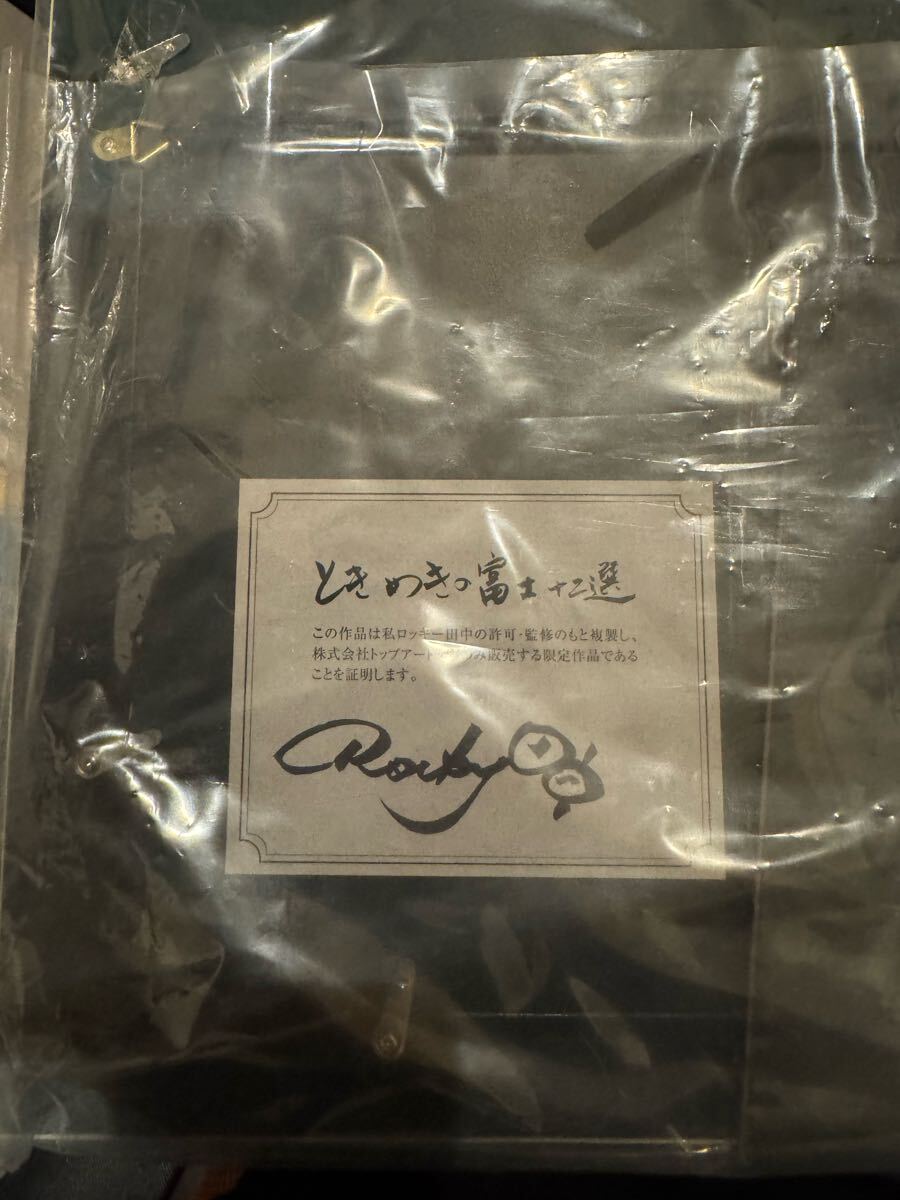 ときめきの富士十二選
この作品は私ロッキー田中の許可・監修のもと複製し、
株式会社トップアート のみ販売する限定作品である
ことを証明します。
Rocky